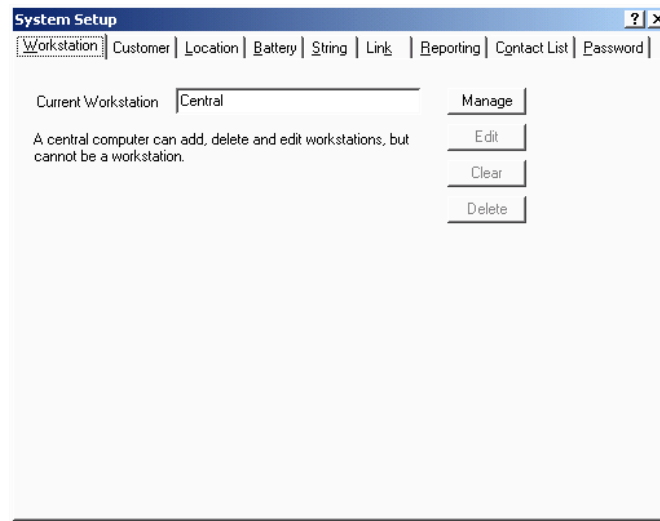 System Setup
Workstation Customer Location Battery String Link Reporting Contact List Password
Current Workstation Central Manage
A central computer can add, delete and edit workstations, but
cannot be a workstation.
Edit
Clear
Delete